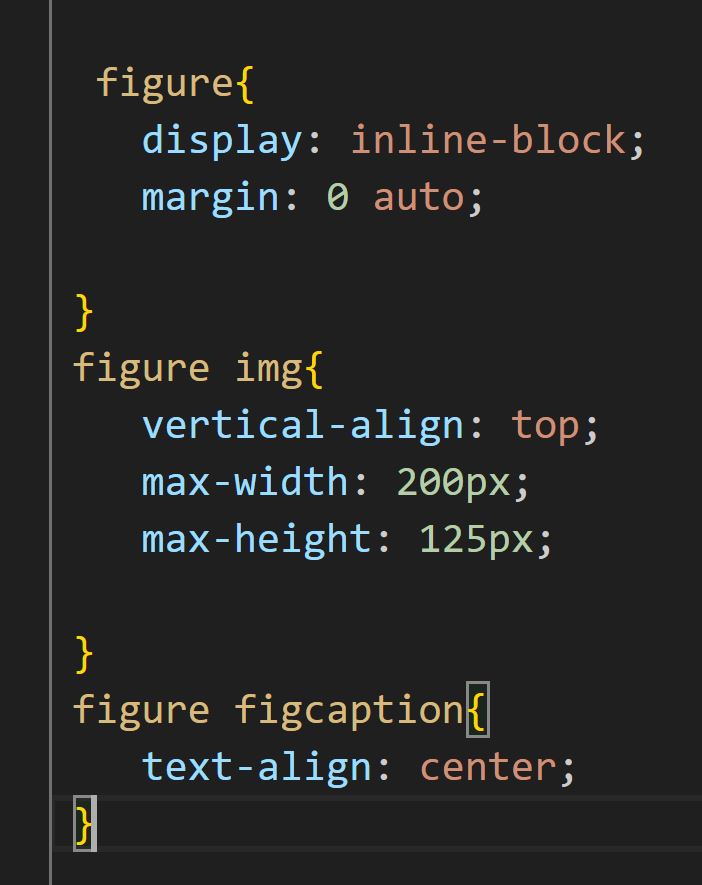 figure{
display: inline-block;
margin: 0 auto;
}
figure img{
vertical-align: top;
max-width: 200px;
max-height: 125px;
}
figure figcaption{
text-align: center;
}